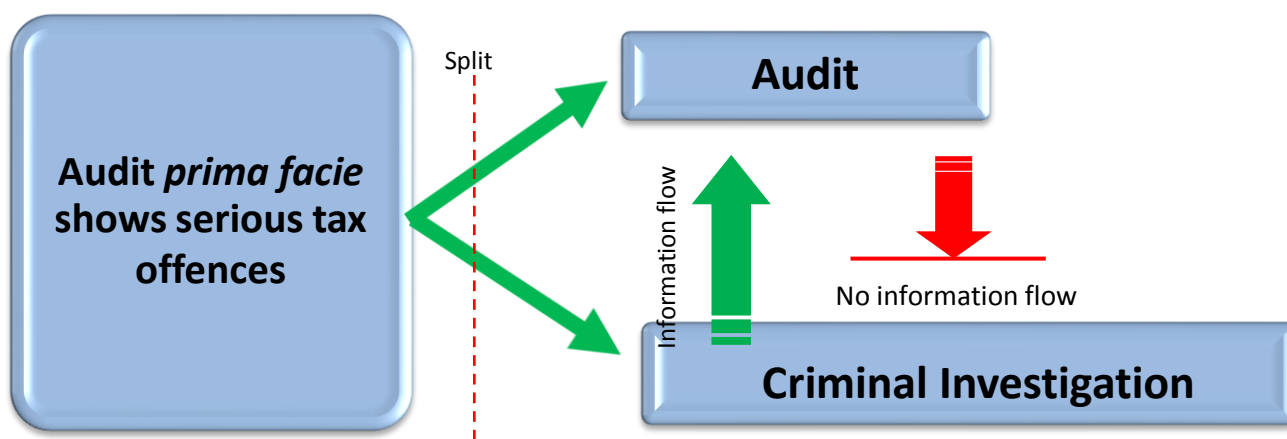 Audit prima facie
shows serious tax
offences
Split
Audit
Information flow
No information flow
Criminal Investigation